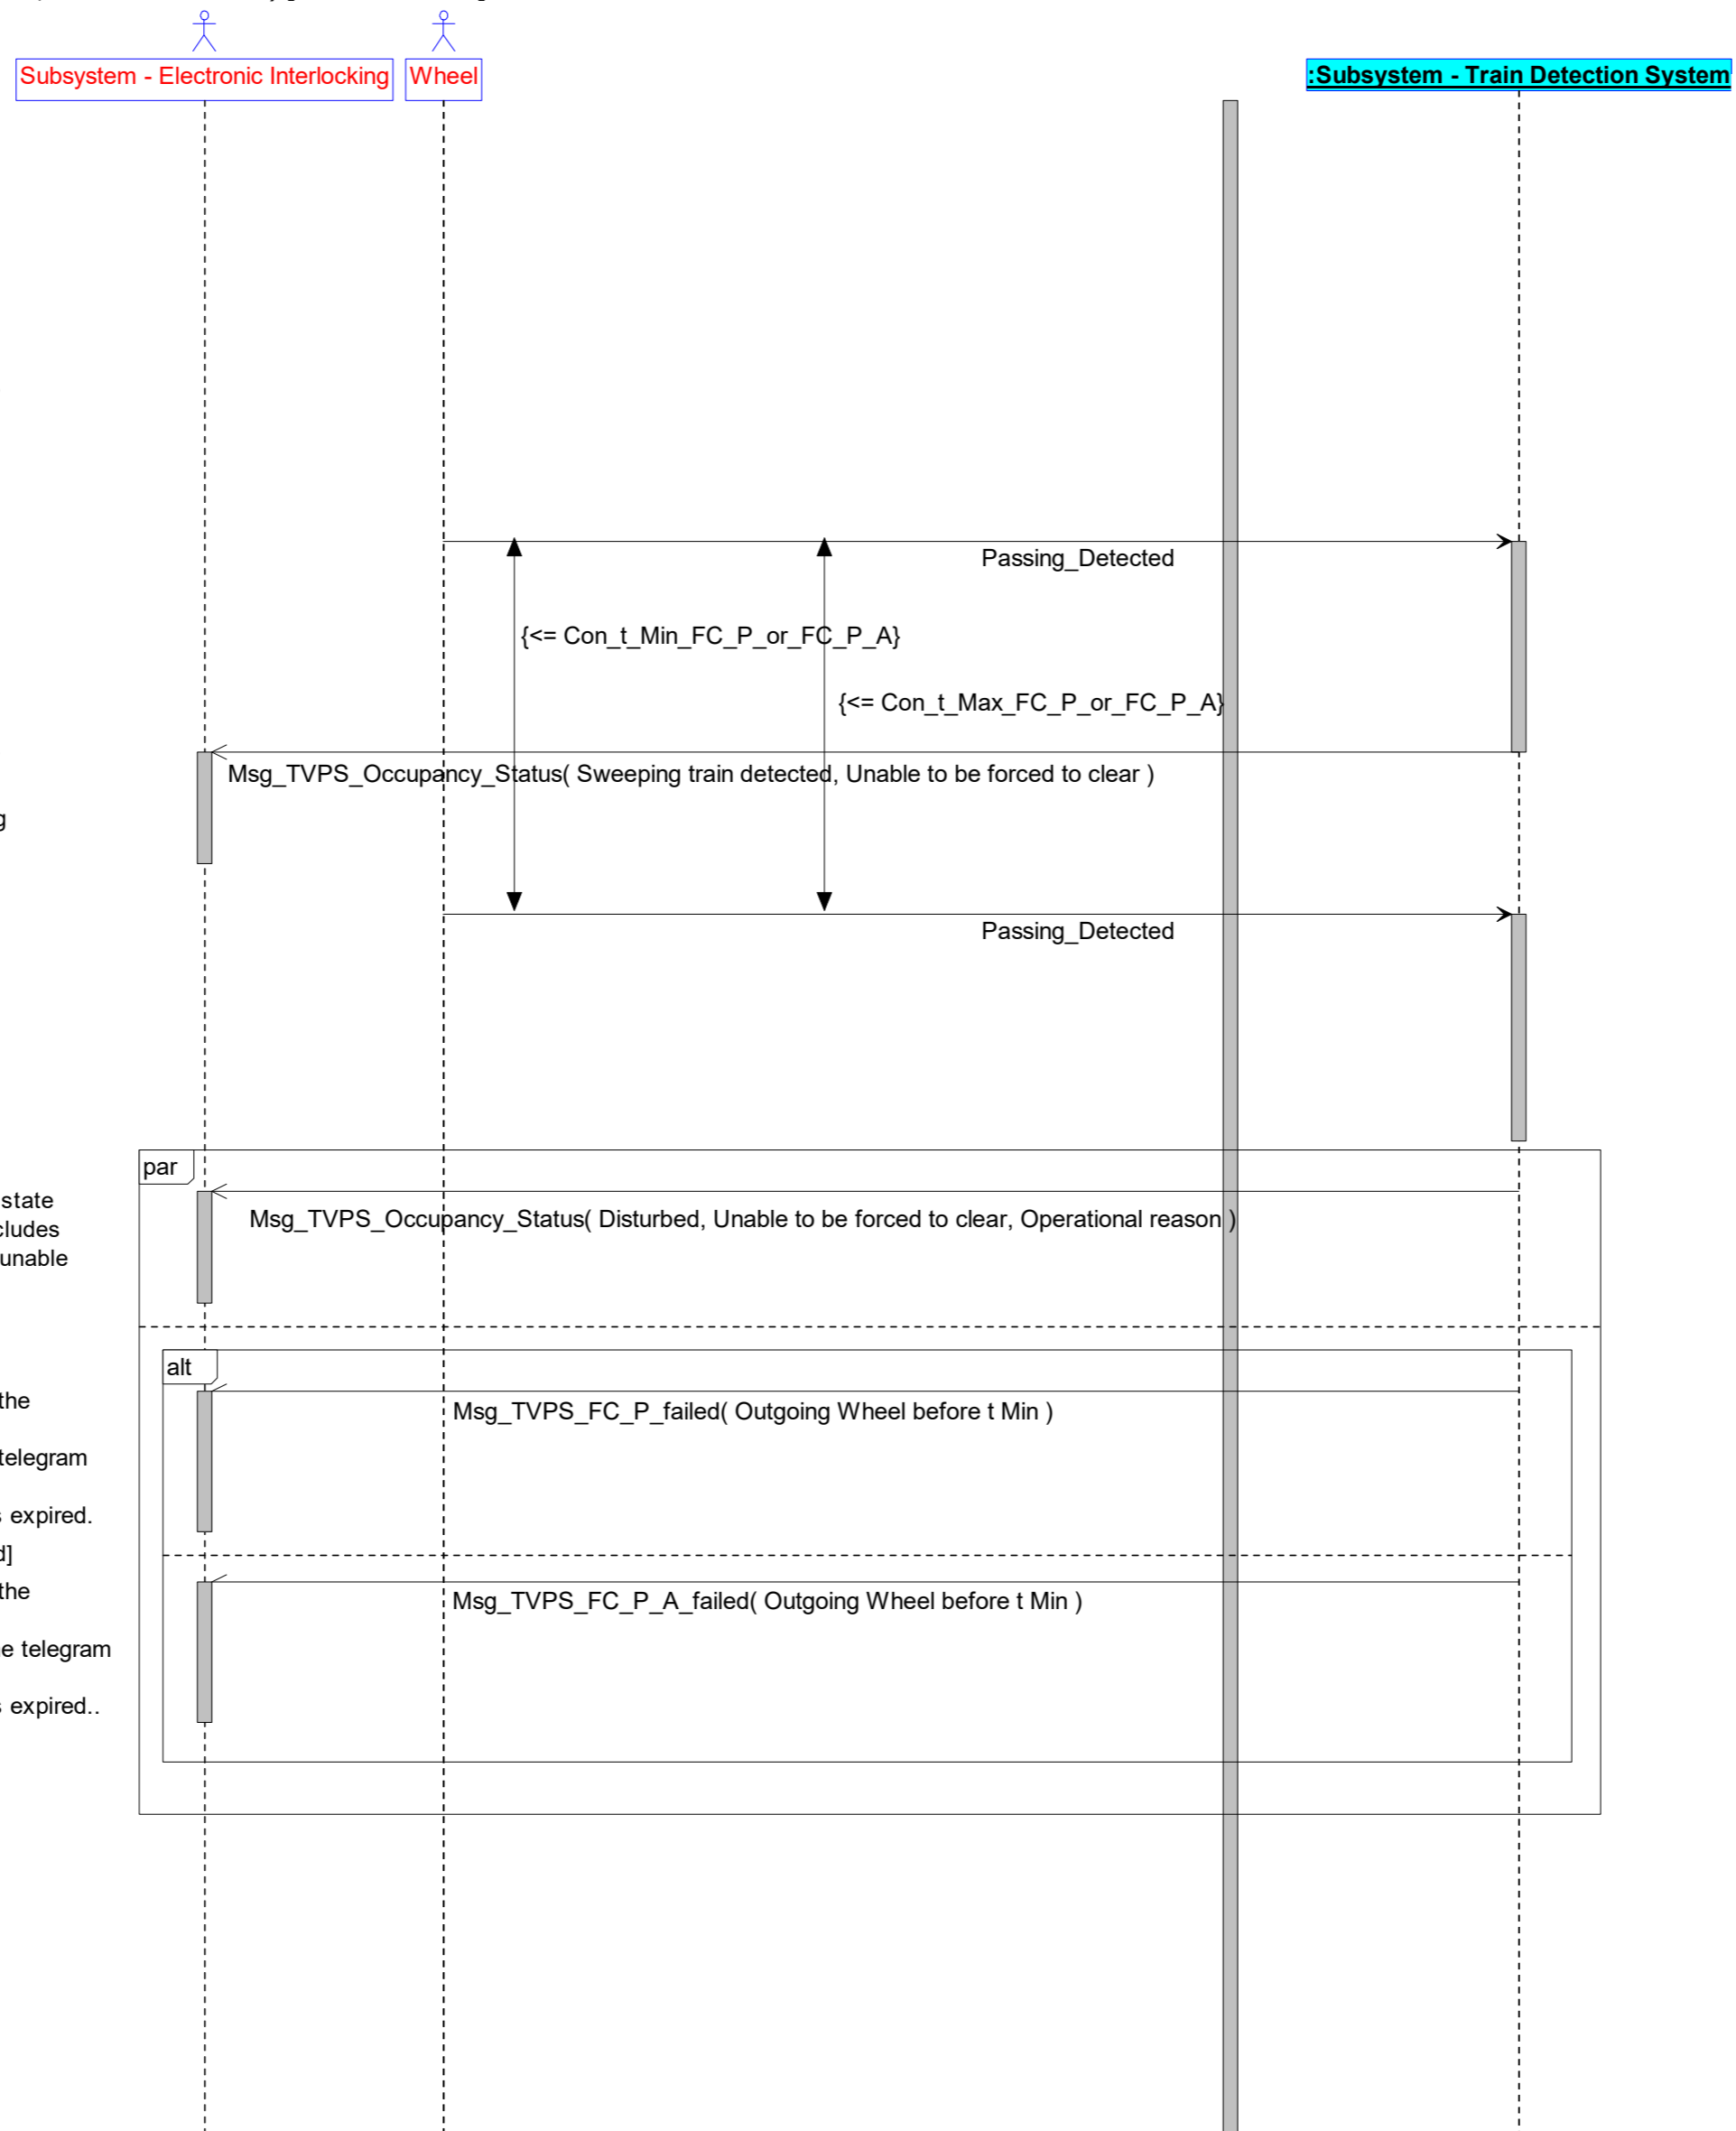 Subsystem - Electronic Interlocking
Wheel
:Subsystem - Train Detection System
Passing_Detected
{<= Con_t_Min_FC_P_or_FC_P_A}
{<= Con_t_Max_FC_P_or_FC_P_A}
Msg_TVPS_Occupancy_Status( Sweeping train detected, Unable to be forced to clear )
Passing_Detected
par
state
Msg_TVPS_Occupancy_Status( Disturbed, Unable to be forced to clear, Operational reason )
unable
alt
the
Msg_TVPS_FC_P_failed( Outgoing Wheel before t Min )
telegram
expired.
the
Msg_TVPS_FC_P_A_failed( Outgoing Wheel before t Min )
telegram
expired..